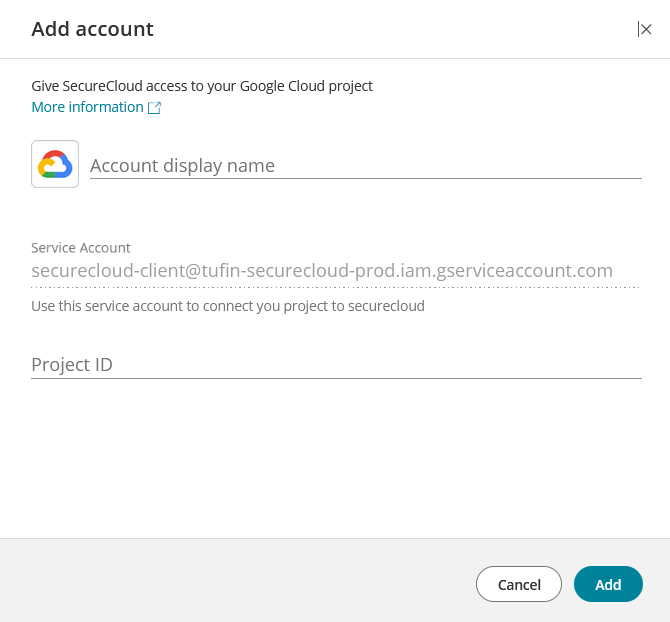 Add account
Give SecureCloud access to your Google Cloud project
More information
Account display name
Service Account
securecloud-client@tufin-securecloud-prod.iam.gserviceaccount.com
Use this service account to connect you project to securecloud
Project ID
Cancel
Add